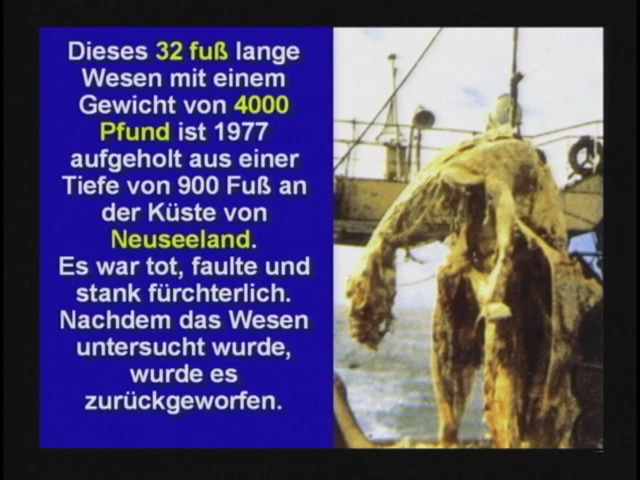 Dieses 32 fuß lange
Wesen mit einem
Gewicht von 4000
Pfund ist 1977
aufgeholt aus einer
Tiefe von 900 Fuß an
der Küste von
Neuseeland.
Es war tot, faulte und
stank fürchterlich.
Nachdem das Wesen
untersucht wurde,
wurde es
zurückgeworfen.